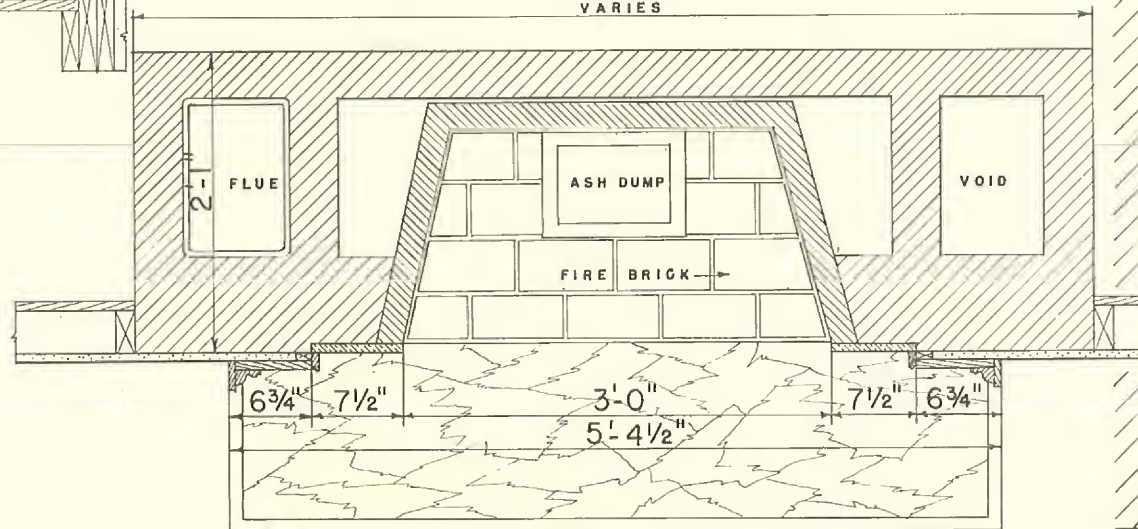 VARIES
2'-1"
FLUE
ASH DUMP
VOID
FIRE BRICK
6¾" 7½" 3'-0" 7½" 6¾"
5'-4½"